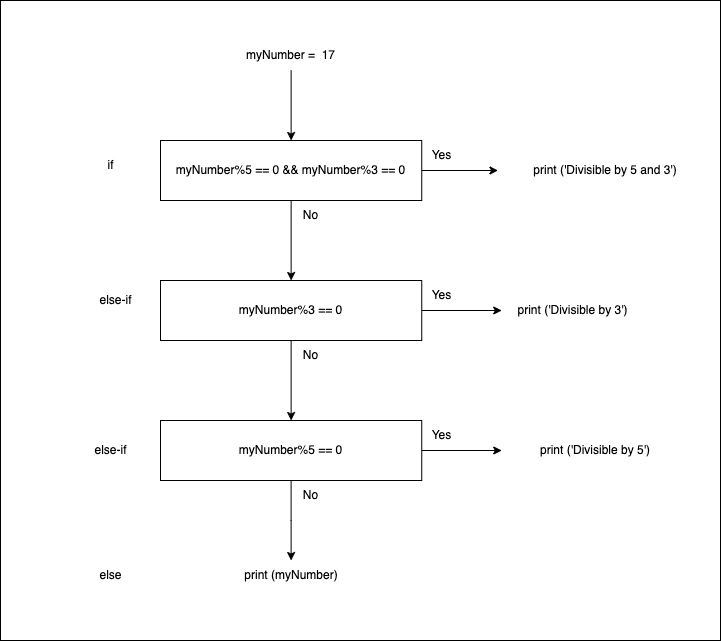 myNumber =  17
if
myNumber%5 == 0 && myNumber%3 == 0
Yes
print ('Divisible by 5 and 3')
No
else-if
myNumber%3 == 0
Yes
print ('Divisible by 3')
No
else-if
myNumber%5 == 0
Yes
print ('Divisible by 5')
No
else
print (myNumber)